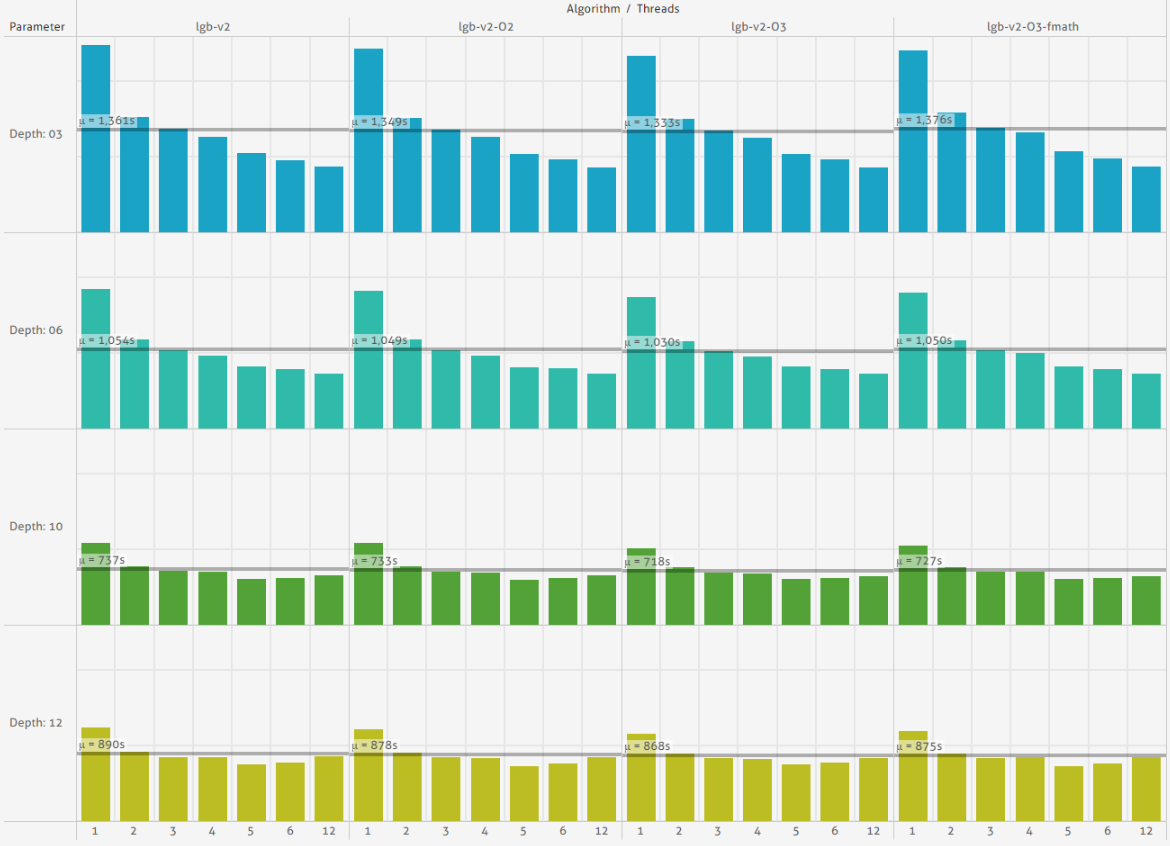 Algorithm / Threads
Parameter lgb-v2 lgb-v2-O2 lgb-v2-O3 lgb-v2-O3-fmath
Depth: 03 μ = 1,361s μ = 1,349s μ = 1,333s μ = 1,376s
Depth: 06 μ = 1,054s μ = 1,049s μ = 1,030s μ = 1,050s
Depth: 10 μ = 737s μ = 733s μ = 718s μ = 727s
Depth: 12 μ = 890s μ = 878s μ = 868s μ = 875s
1 2 3 4 5 6 12 1 2 3 4 5 6 12 1 2 3 4 5 6 12 1 2 3 4 5 6 12